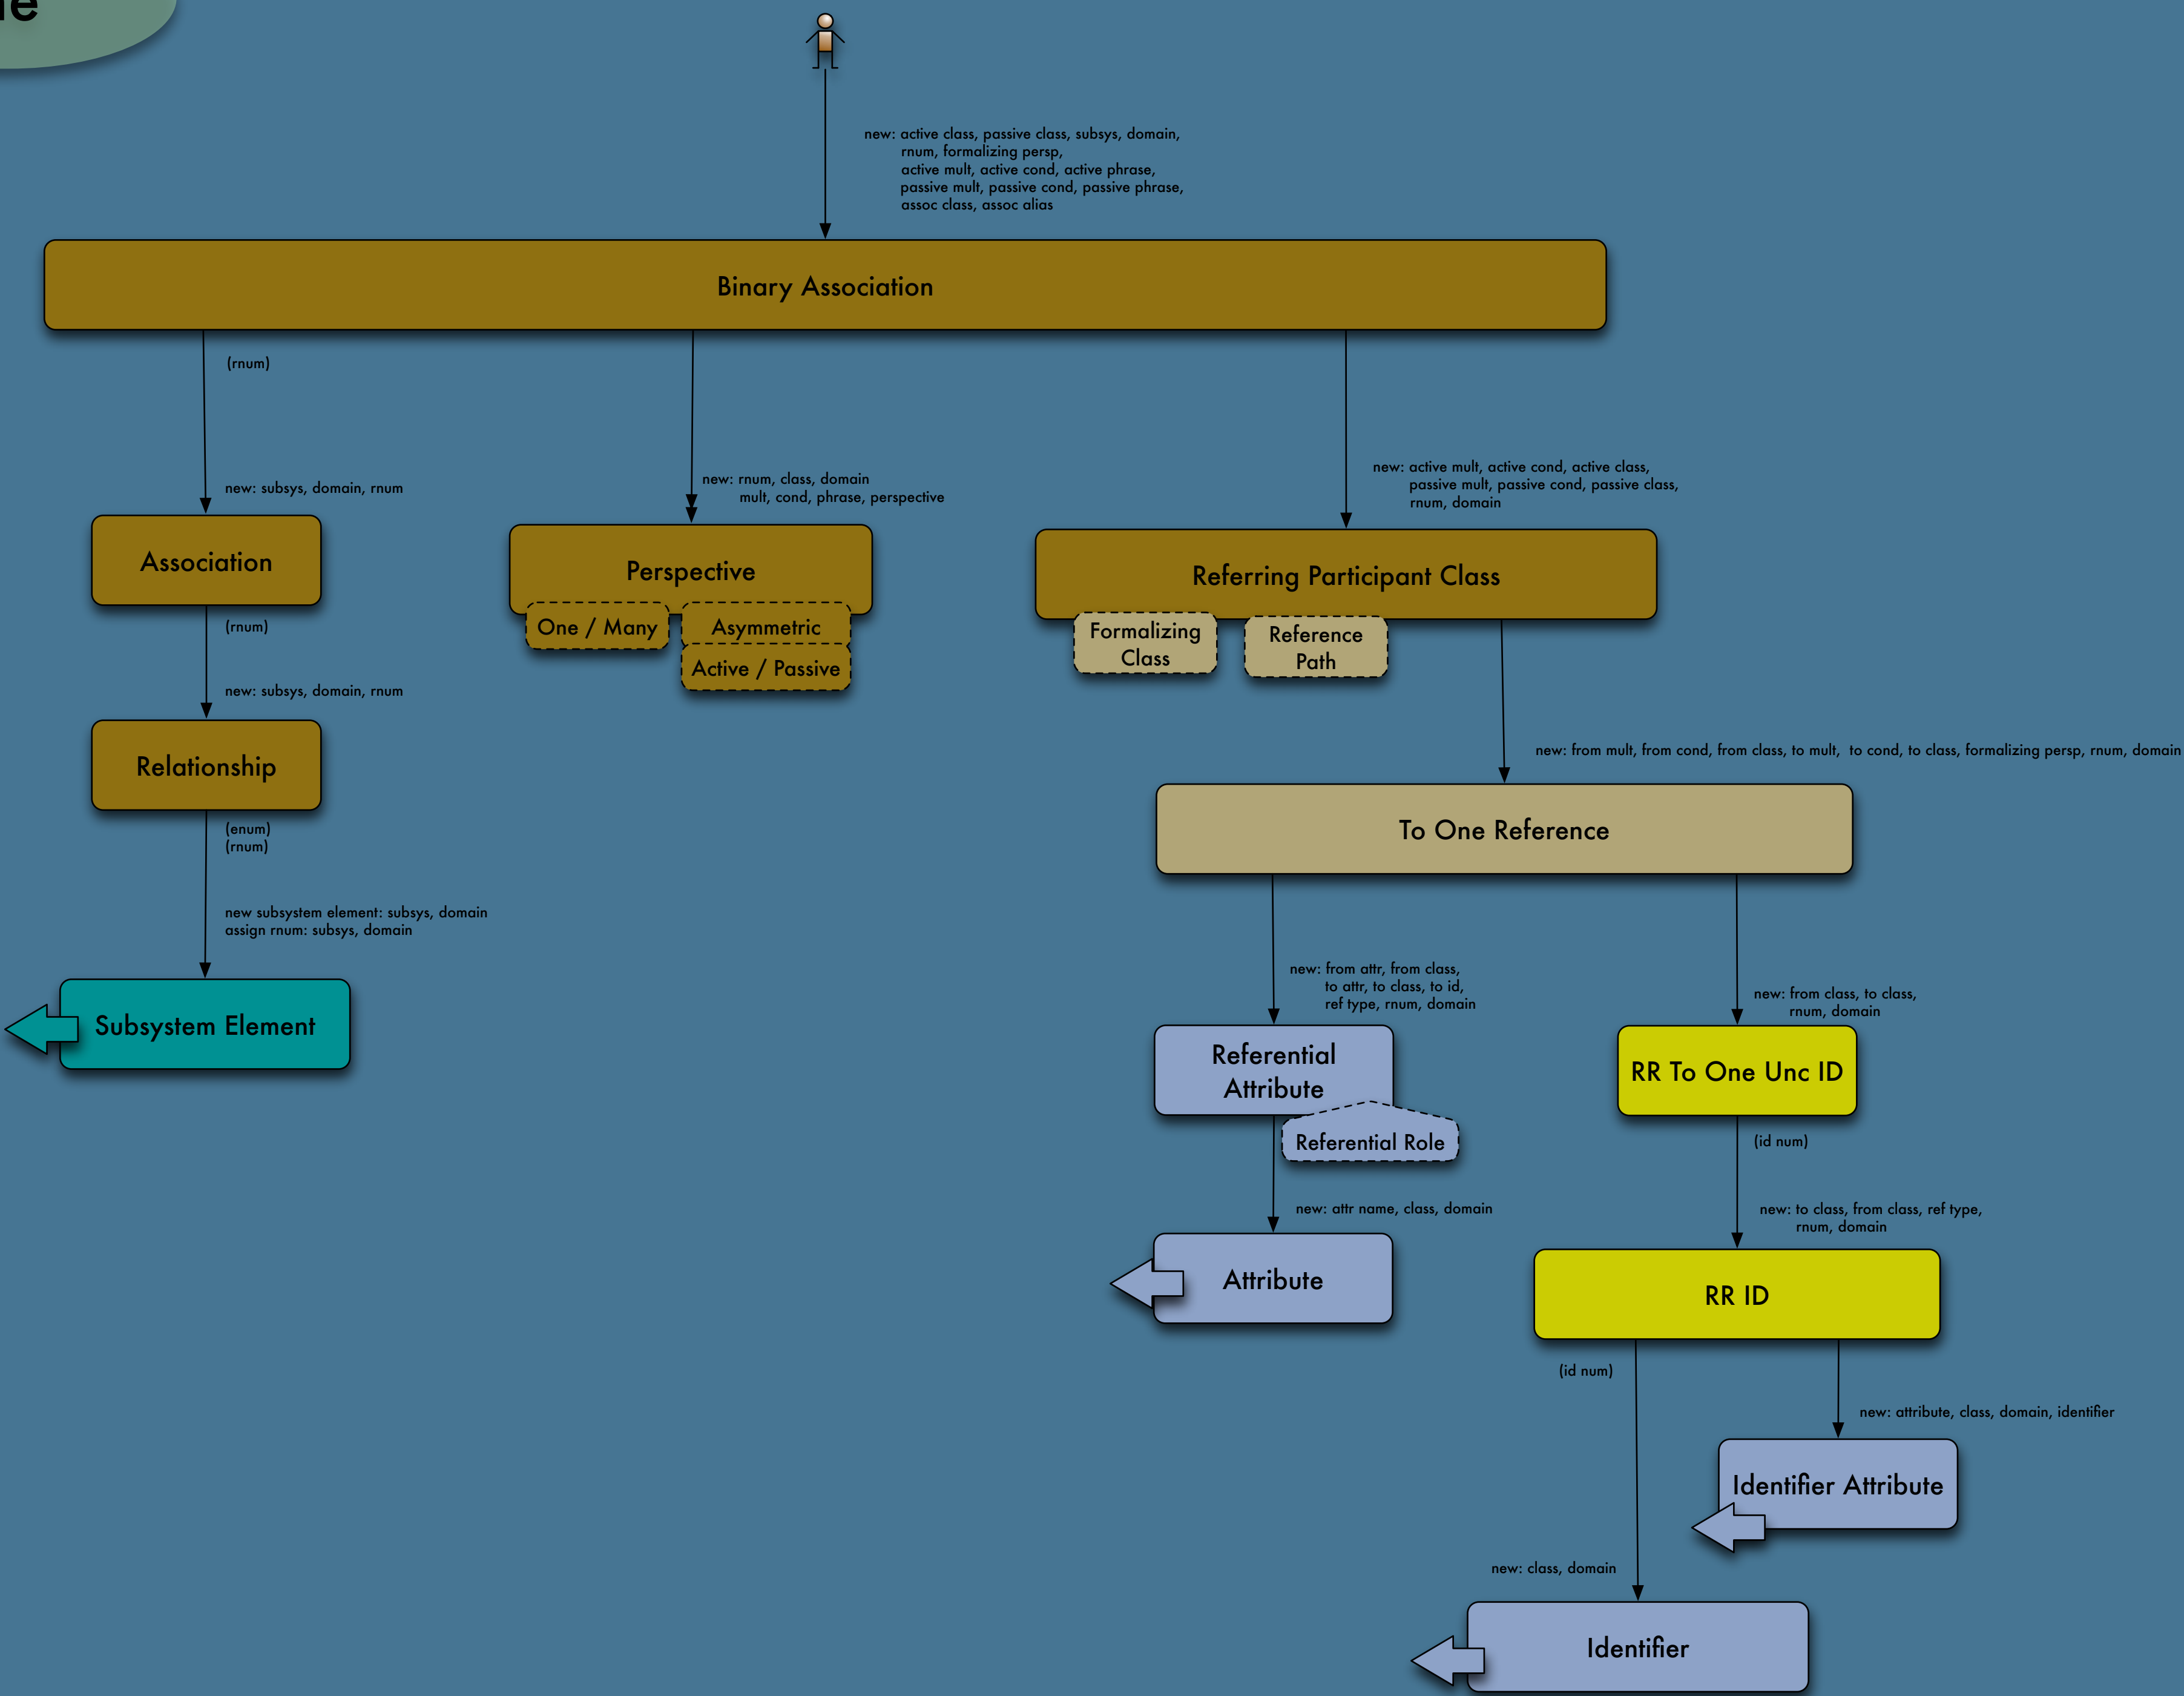 new: active class, passive class, subsys, domain,
rnum, formalizing persp,
active mult, active cond, active phrase,
passive mult, passive cond, passive phrase,
assoc class, assoc alias
Binary Association
(rnum)
new: subsys, domain, rnum
Association
(rnum)
new: subsys, domain, rnum
Relationship
(enum)
(rnum)
new subsystem element: subsys, domain
assign rnum: subsys, domain
Subsystem Element
new: rnum, class, domain
mult, cond, phrase, perspective
Perspective
One / Many
Asymmetric
Active / Passive
new: active mult, active cond, active class,
passive mult, passive cond, passive class,
rnum, domain
Referring Participant Class
Formalizing
Class
Reference
Path
new: from mult, from cond, from class, to mult,  to cond, to class, formalizing persp, rnum, domain
To One Reference
new: from attr, from class,
to attr, to class, to id,
ref type, rnum, domain
Referential
Attribute
Referential Role
new: attr name, class, domain
Attribute
new: from class, to class,
rnum, domain
RR To One Unc ID
(id num)
new: to class, from class, ref type,
rnum, domain
RR ID
(id num)
new: attribute, class, domain, identifier
Identifier Attribute
new: class, domain
Identifier